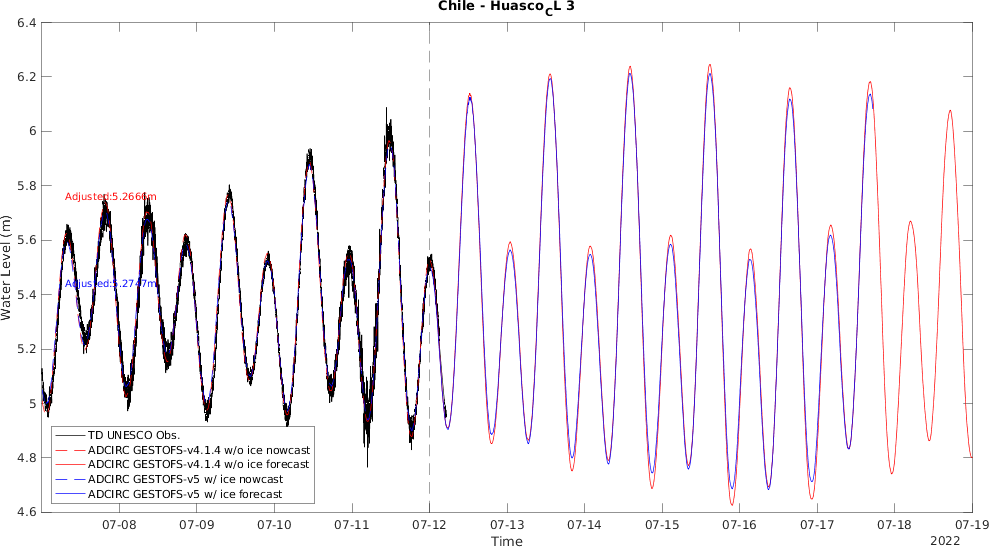 Chile - Huasco_CL 3
6.4
6.2
6
5.8
5.6
5.4
5.2
5
4.8
4.6
Water Level (m)
Adjusted:5.2666m
Adjusted:5.2747m
TD UNESCO Obs.
ADCIRC GESTOFS-v4.1.4 w/o ice nowcast
ADCIRC GESTOFS-v4.1.4 w/o ice forecast
ADCIRC GESTOFS-v5 w/ ice nowcast
ADCIRC GESTOFS-v5 w/ ice forecast
07-08 07-09 07-10 07-11 07-12 07-13 07-14 07-15 07-16 07-17 07-18 07-19
Time
2022